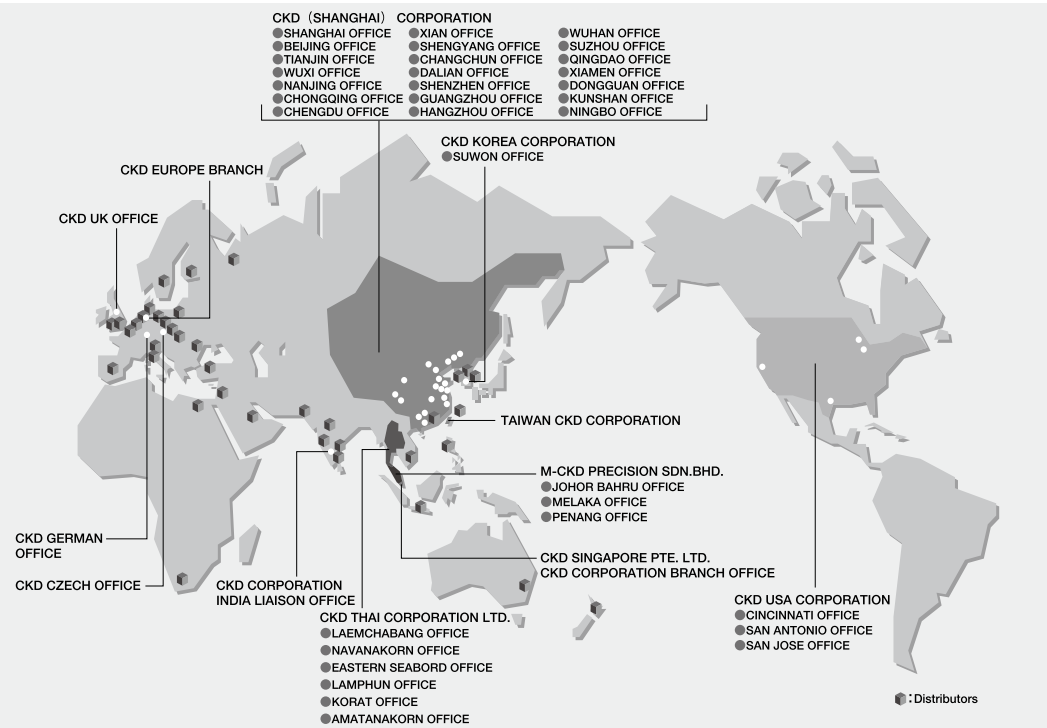 CKD（SHANGHAI） CORPORATION
●SHANGHAI OFFICE ●XIAN OFFICE ●WUHAN OFFICE
●BEIJING OFFICE ●SHENGYANG OFFICE ●SUZHOU OFFICE
●TIANJIN OFFICE ●CHANGCHUN OFFICE ●QINGDAO OFFICE
●WUXI OFFICE ●DALIAN OFFICE ●XIAMEN OFFICE
●NANJING OFFICE ●SHENZHEN OFFICE ●DONGGUAN OFFICE
●CHONGQING OFFICE ●GUANGZHOU OFFICE ●KUNSHAN OFFICE
●CHENGDU OFFICE ●HANGZHOU OFFICE ●NINGBO OFFICE
CKD KOREA CORPORATION
●SUWON OFFICE
CKD EUROPE BRANCH
CKD UK OFFICE
TAIWAN CKD CORPORATION
M-CKD PRECISION SDN.BHD.
●JOHOR BAHRU OFFICE
●MELAKA OFFICE
●PENANG OFFICE
CKD GERMAN
OFFICE
CKD CZECH OFFICE
CKD SINGAPORE PTE. LTD.
CKD CORPORATION BRANCH OFFICE
CKD CORPORATION
INDIA LIAISON OFFICE
CKD THAI CORPORATION LTD.
●LAEMCHABANG OFFICE
●NAVANAKORN OFFICE
●EASTERN SEABORD OFFICE
●LAMPHUN OFFICE
●KORAT OFFICE
●AMATANAKORN OFFICE
CKD USA CORPORATION
●CINCINNATI OFFICE
●SAN ANTONIO OFFICE
●SAN JOSE OFFICE
:Distributors